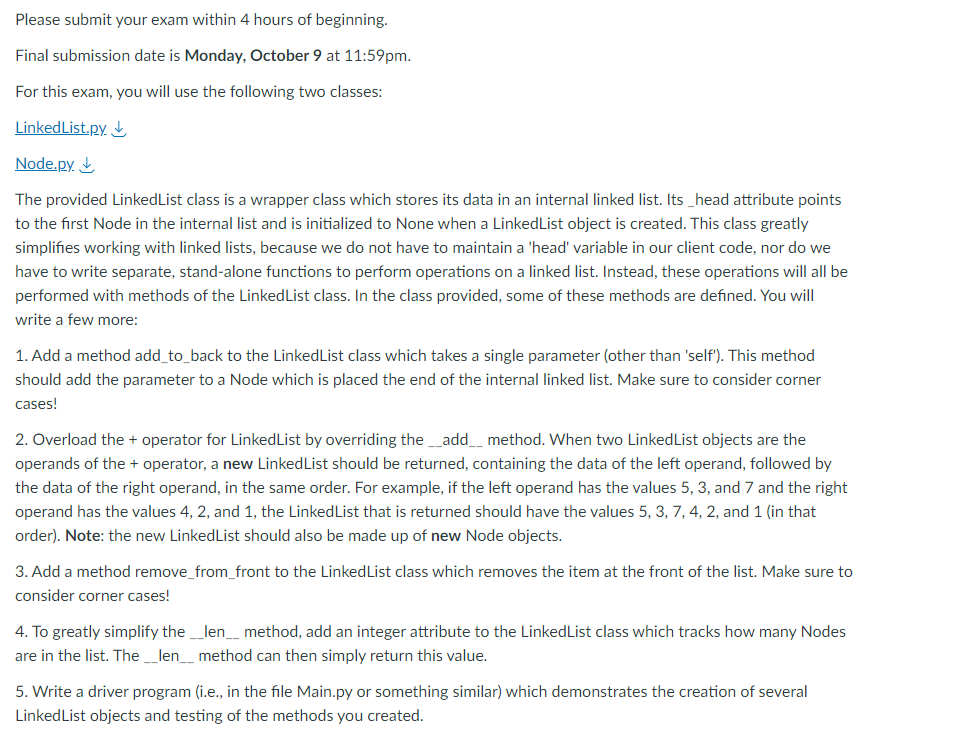 Please submit your exam within 4 hours of beginning.
Final submission date is Monday, October 9 at 11:59pm.
For this exam, you will use the following two classes:
LinkedList.py
Node.py
The provided LinkedList class is a wrapper class which stores its data in an internal linked list. Its _head attribute points
to the first Node in the internal list and is initialized to None when a LinkedList object is created. This class greatly
simplifies working with linked lists, because we do not have to maintain a 'head' variable in our client code, nor do we
have to write separate, stand-alone functions to perform operations on a linked list. Instead, these operations will all be
performed with methods of the LinkedList class. In the class provided, some of these methods are defined. You will
write a few more:
1. Add a method add_to_back to the LinkedList class which takes a single parameter (other than 'self'). This method
should add the parameter to a Node which is placed the end of the internal linked list. Make sure to consider corner
cases!
2. Overload the + operator for LinkedList by overriding the __add__ method. When two LinkedList objects are the
operands of the + operator, a new LinkedList should be returned, containing the data of the left operand, followed by
the data of the right operand, in the same order. For example, if the left operand has the values 5, 3, and 7 and the right
operand has the values 4, 2, and 1, the LinkedList that is returned should have the values 5, 3, 7, 4, 2, and 1 (in that
order). Note: the new LinkedList should also be made up of new Node objects.
3. Add a method remove_from_front to the LinkedList class which removes the item at the front of the list. Make sure to
consider corner cases!
4. To greatly simplify the __len__ method, add an integer attribute to the LinkedList class which tracks how many Nodes
are in the list. The __len__ method can then simply return this value.
5. Write a driver program (i.e., in the file Main.py or something similar) which demonstrates the creation of several
LinkedList objects and testing of the methods you created.